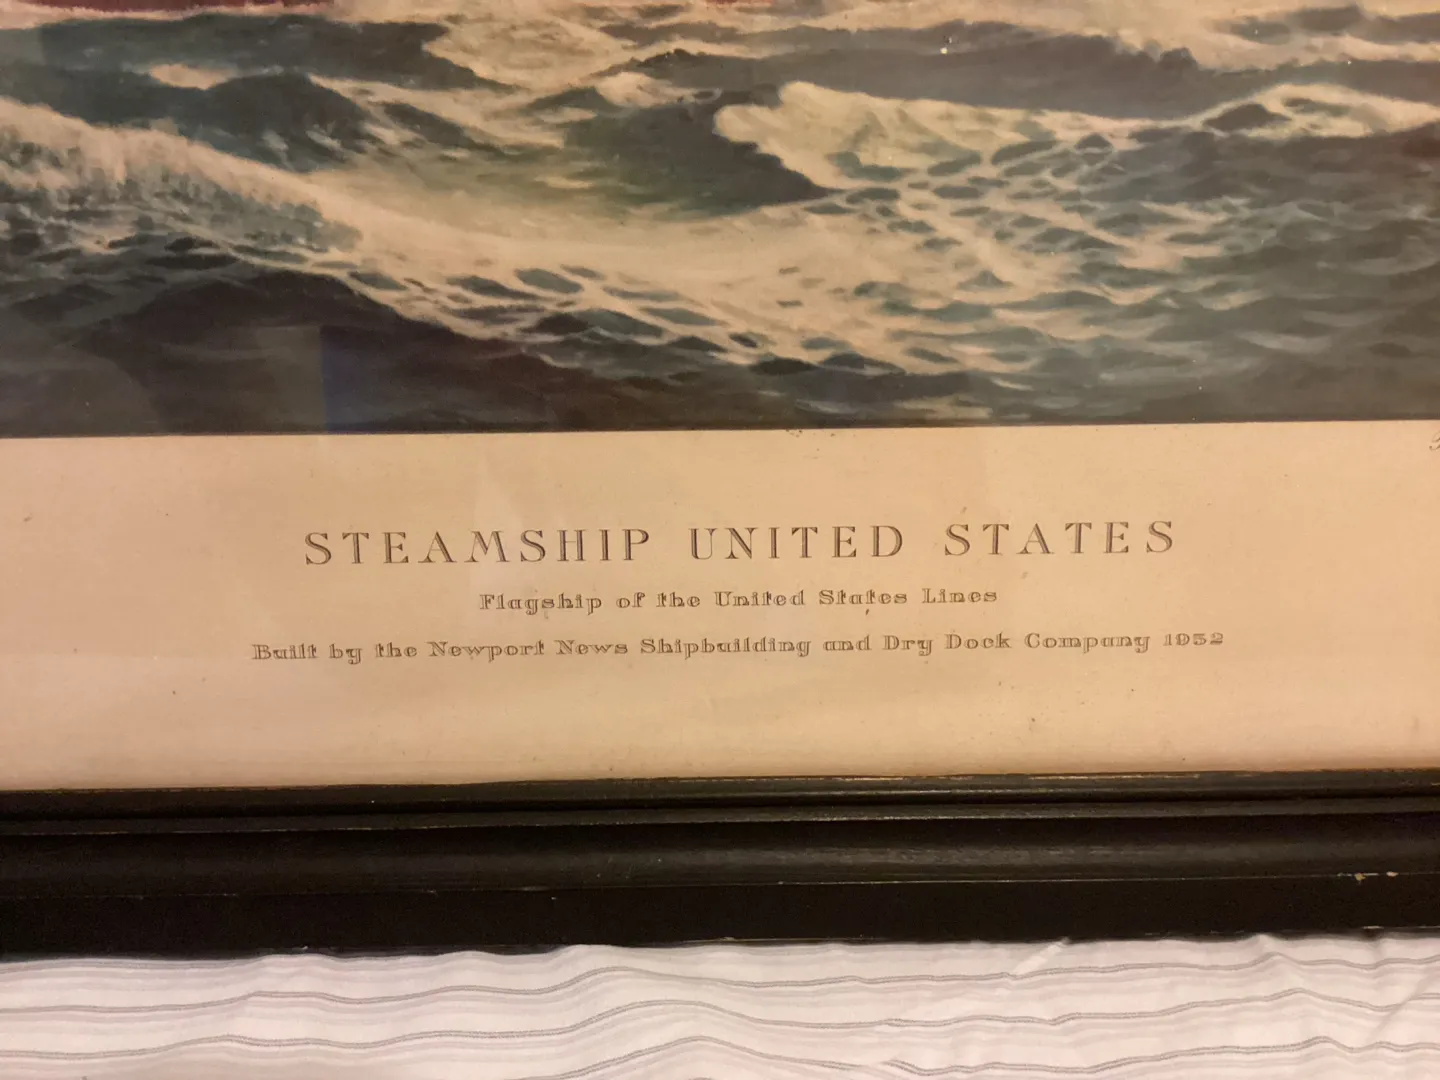 STEAMSHIP UNITED STATES
Flagship of the United States Lines
Built by the Newport News Shipbuilding and Dry Dock Company 1952